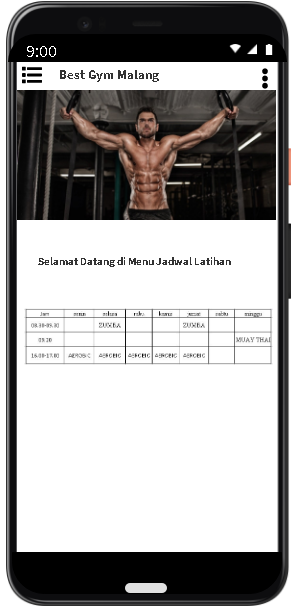 9:00
Best Gym Malang
Selamat Datang di Menu Jadwal Latihan
Jam senin selasa rabu kamis jumat sabtu minggu
08.30-09.30 ZUMBA ZUMBA
09.30 MUAY THAI
16.00-17.00 AEROBIC AEROBIC AEROBIC AEROBIC AEROBIC